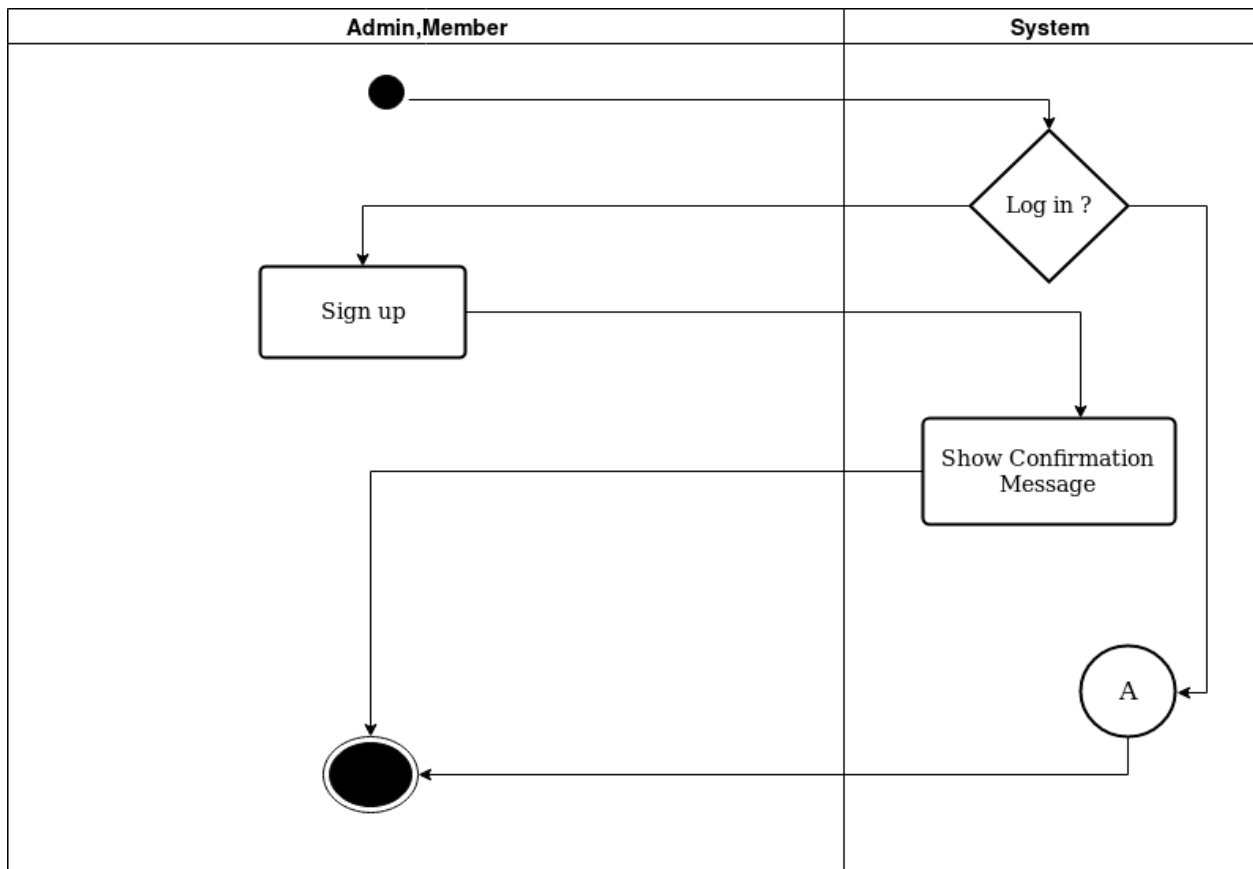 Admin,Member
System
Log in ?
Sign up
Show Confirmation
Message
A